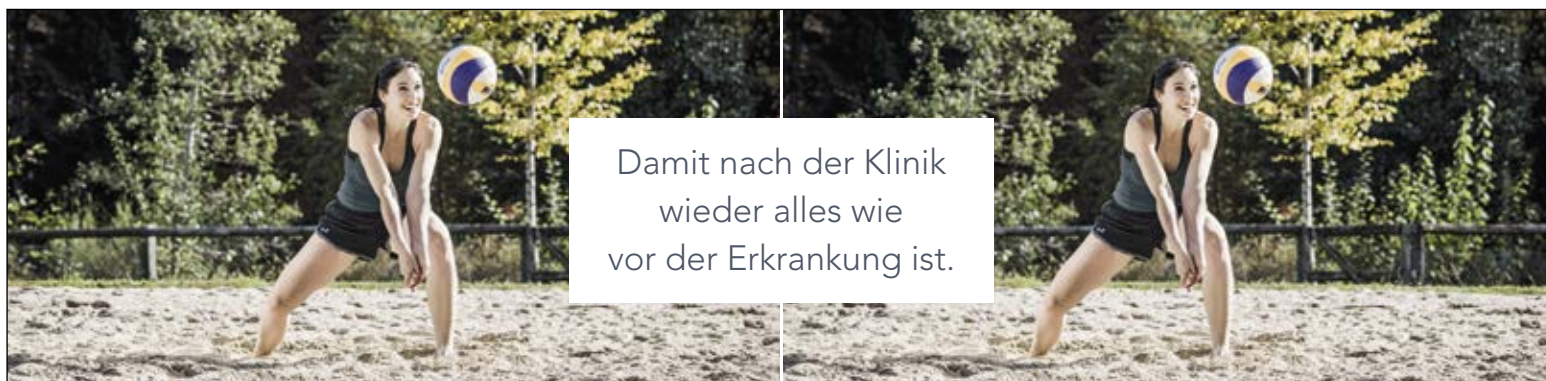 Damit nach der Klinik
wieder alles wie
vor der Erkrankung ist.